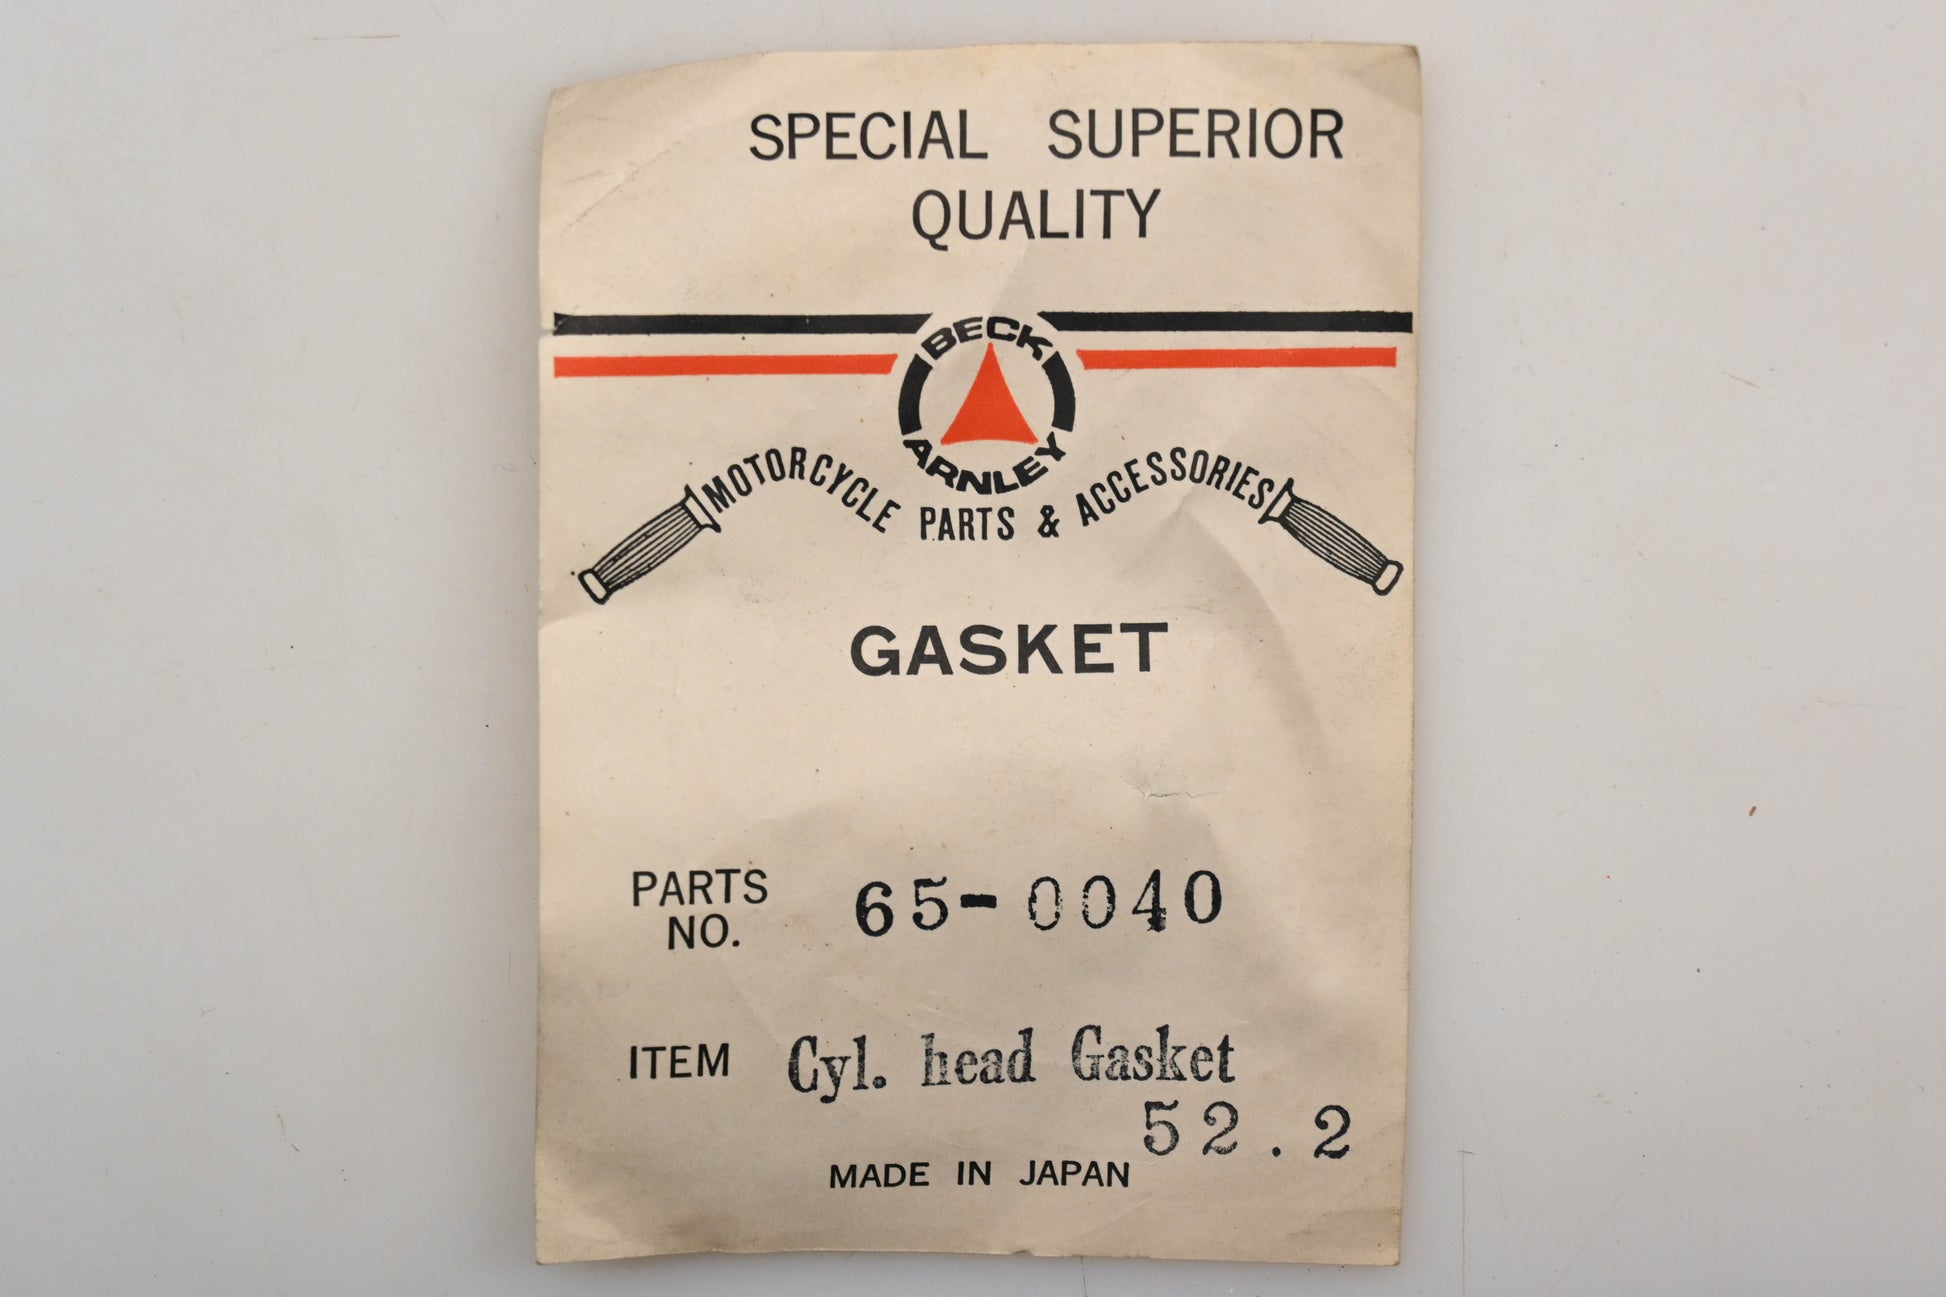 SPECIAL SUPERIOR
QUALITY
BECK
ARNLEY
MOTORCYCLE PARTS & ACCESSORIES
GASKET
PARTS
NO. 65-0040
ITEM Cyl. head Gasket
52.2
MADE IN JAPAN